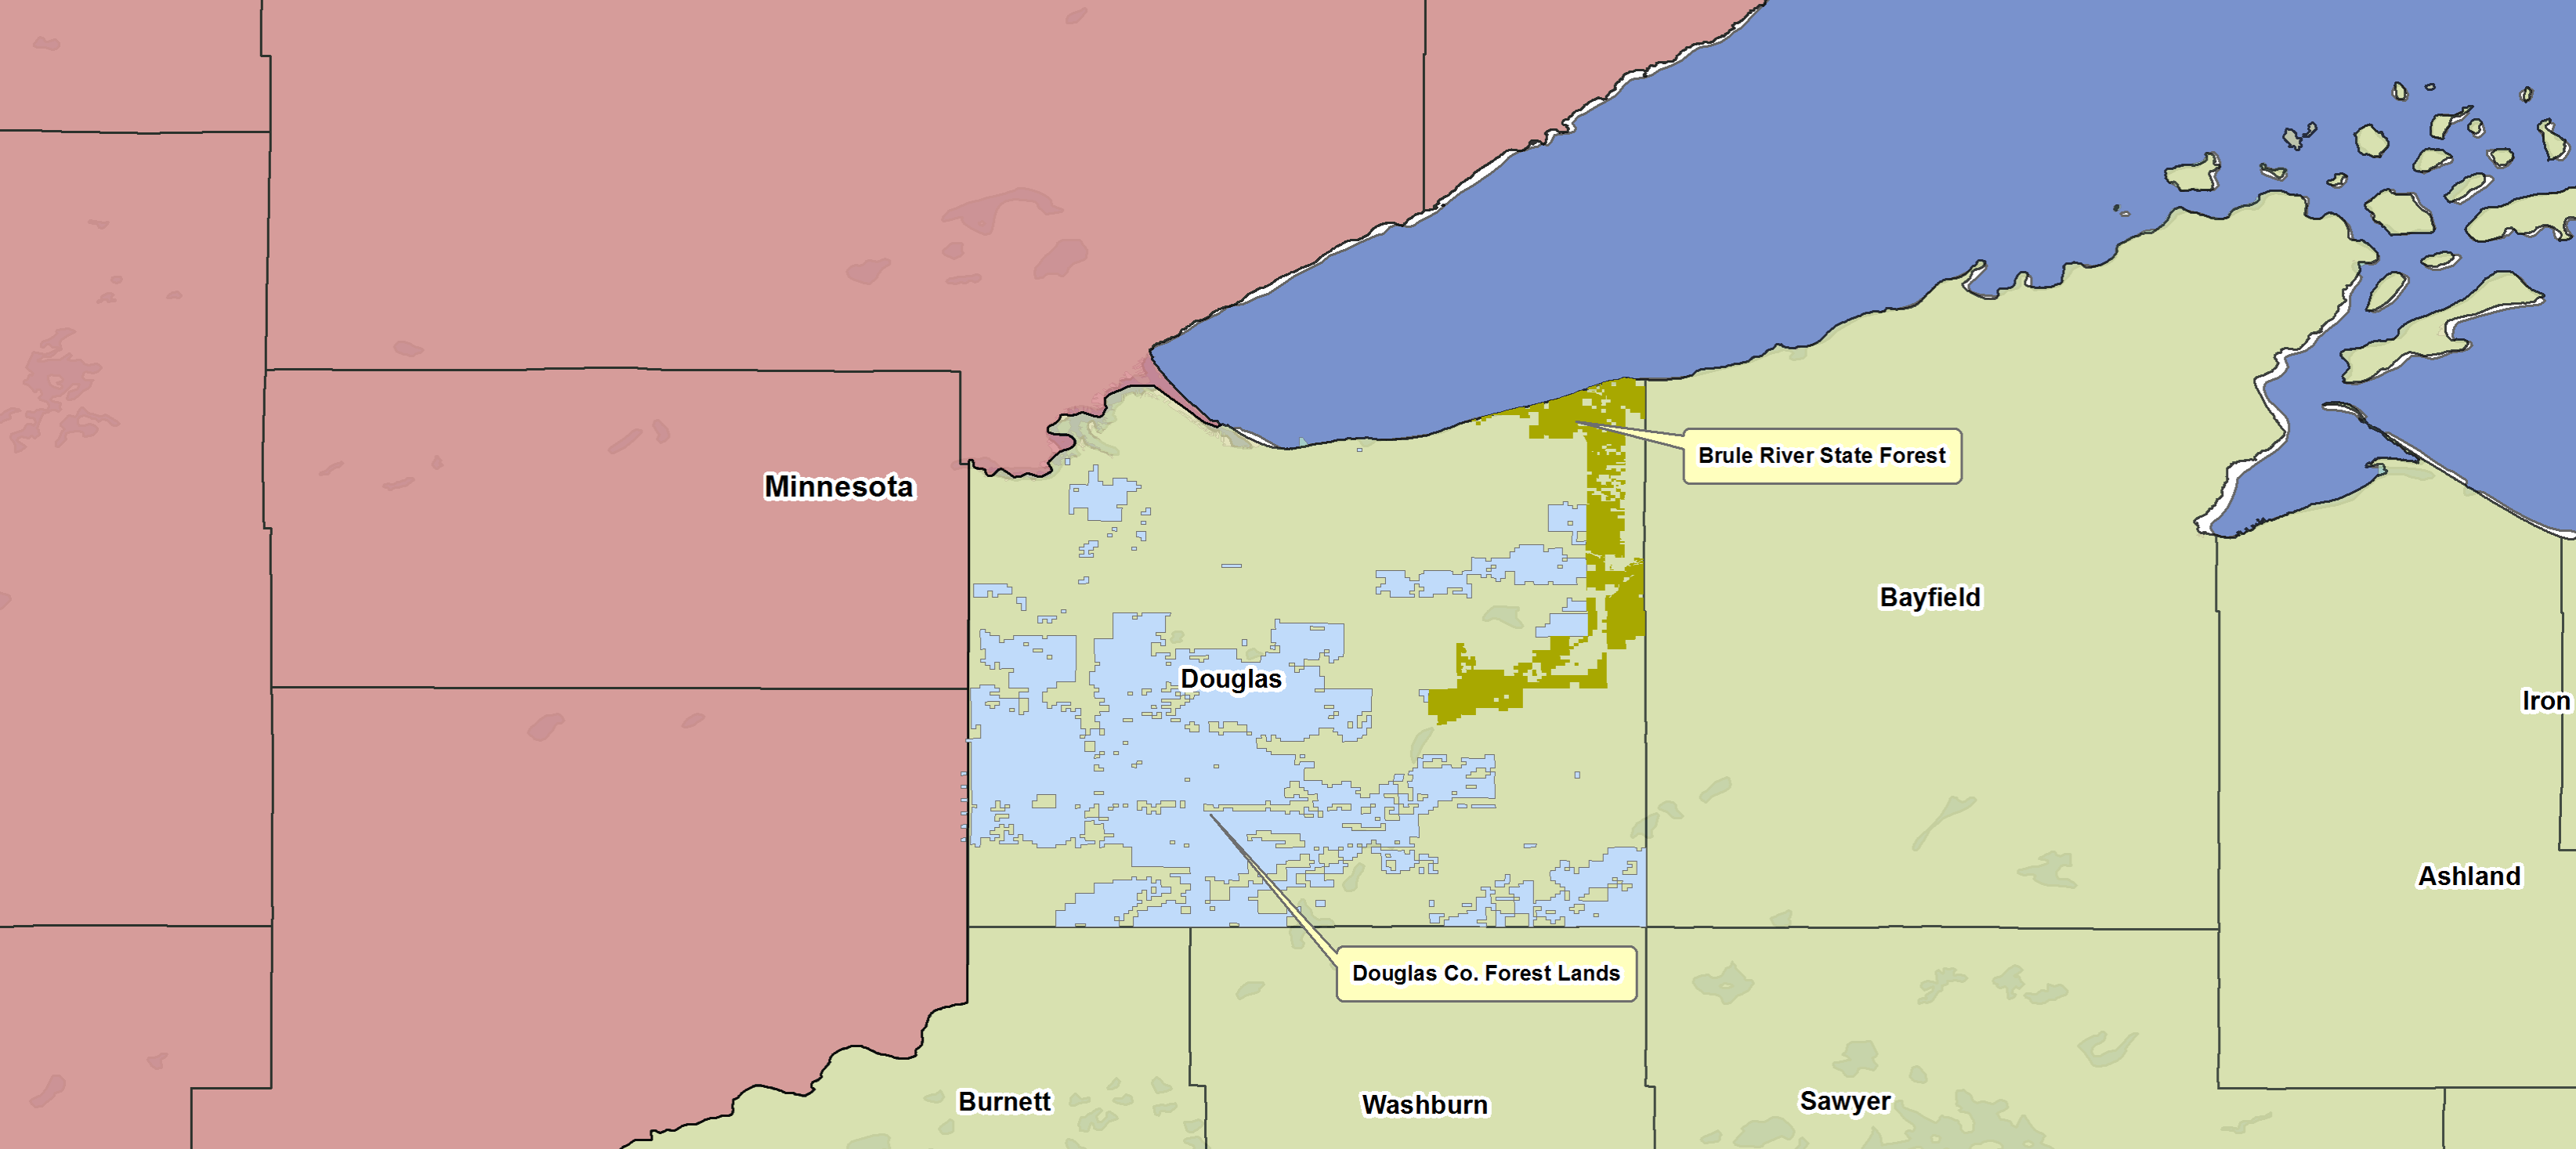 Brule River State Forest
Minnesota
Bayfield
Douglas
Iron
Ashland
Douglas Co. Forest Lands
Burnett
Washburn
Sawyer